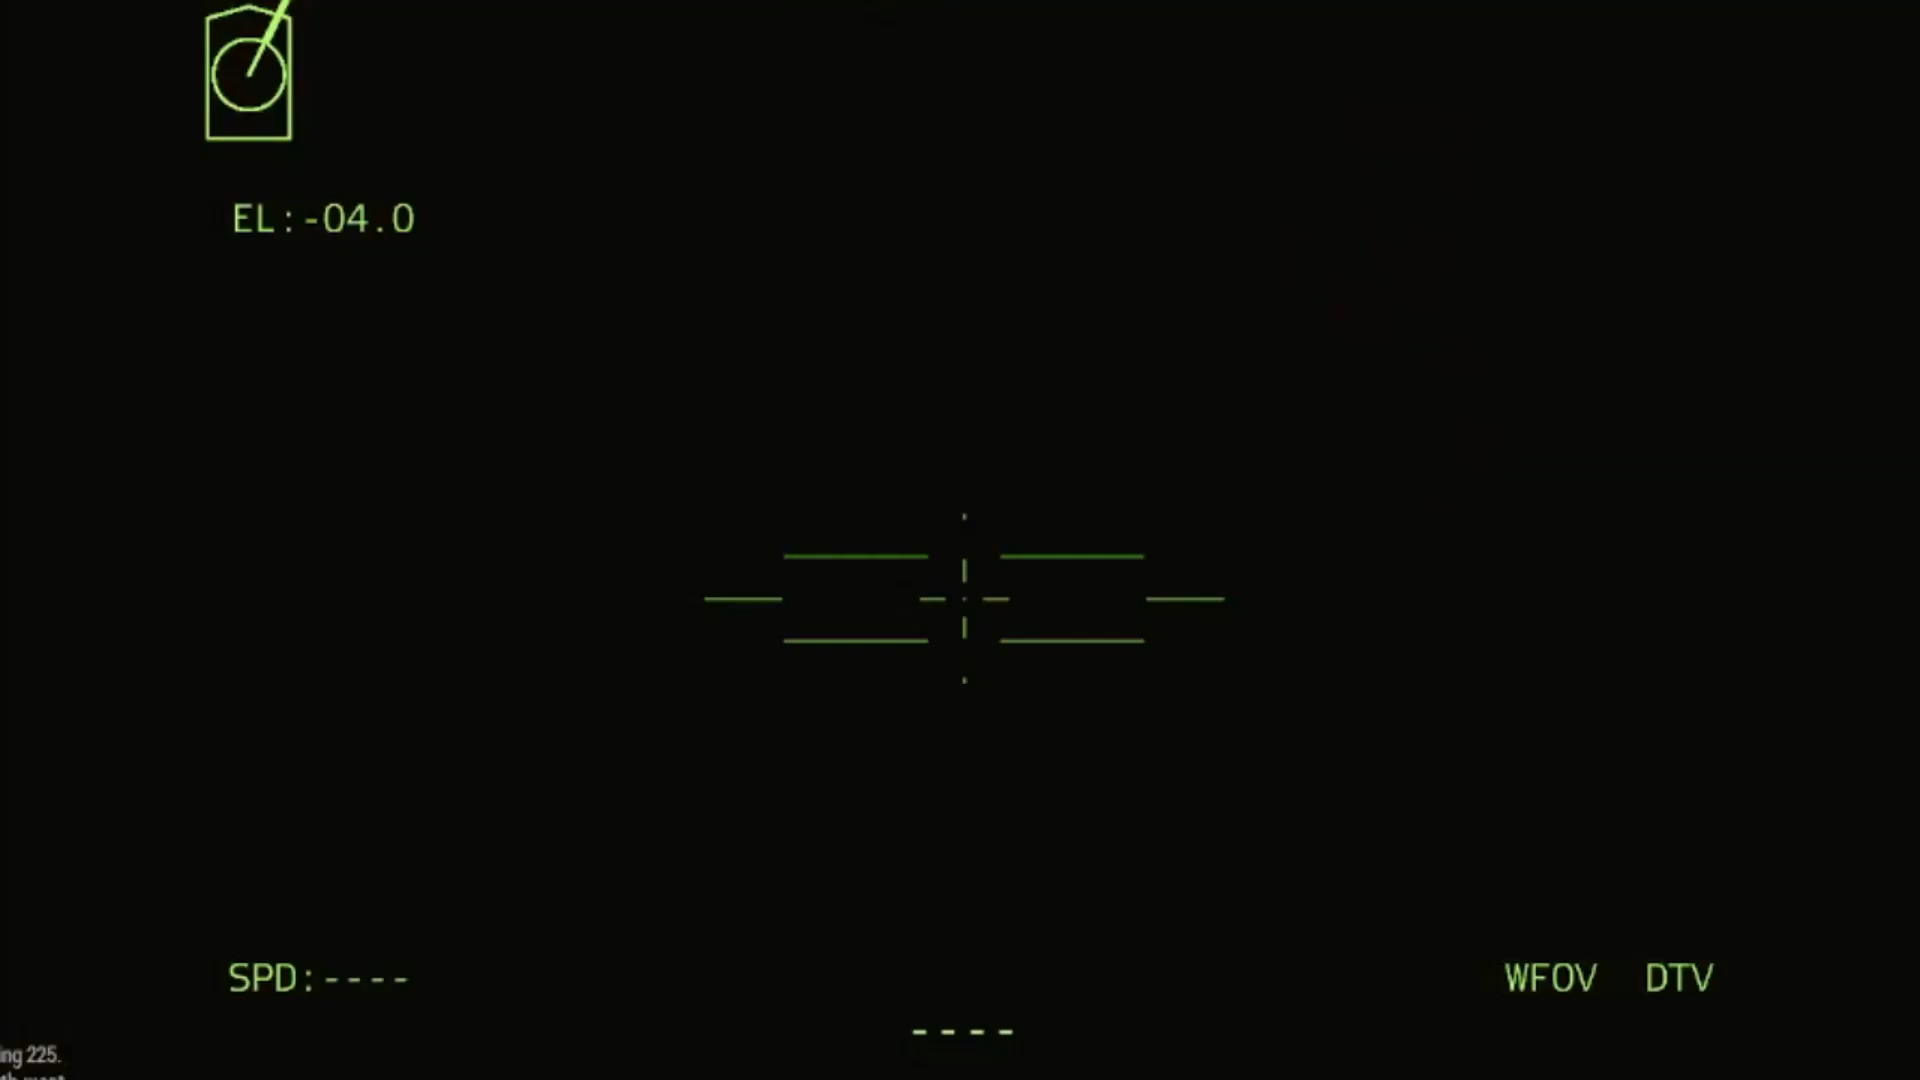 EL:-04.0
SPD:----
WFOV DTV
----
ing 225.